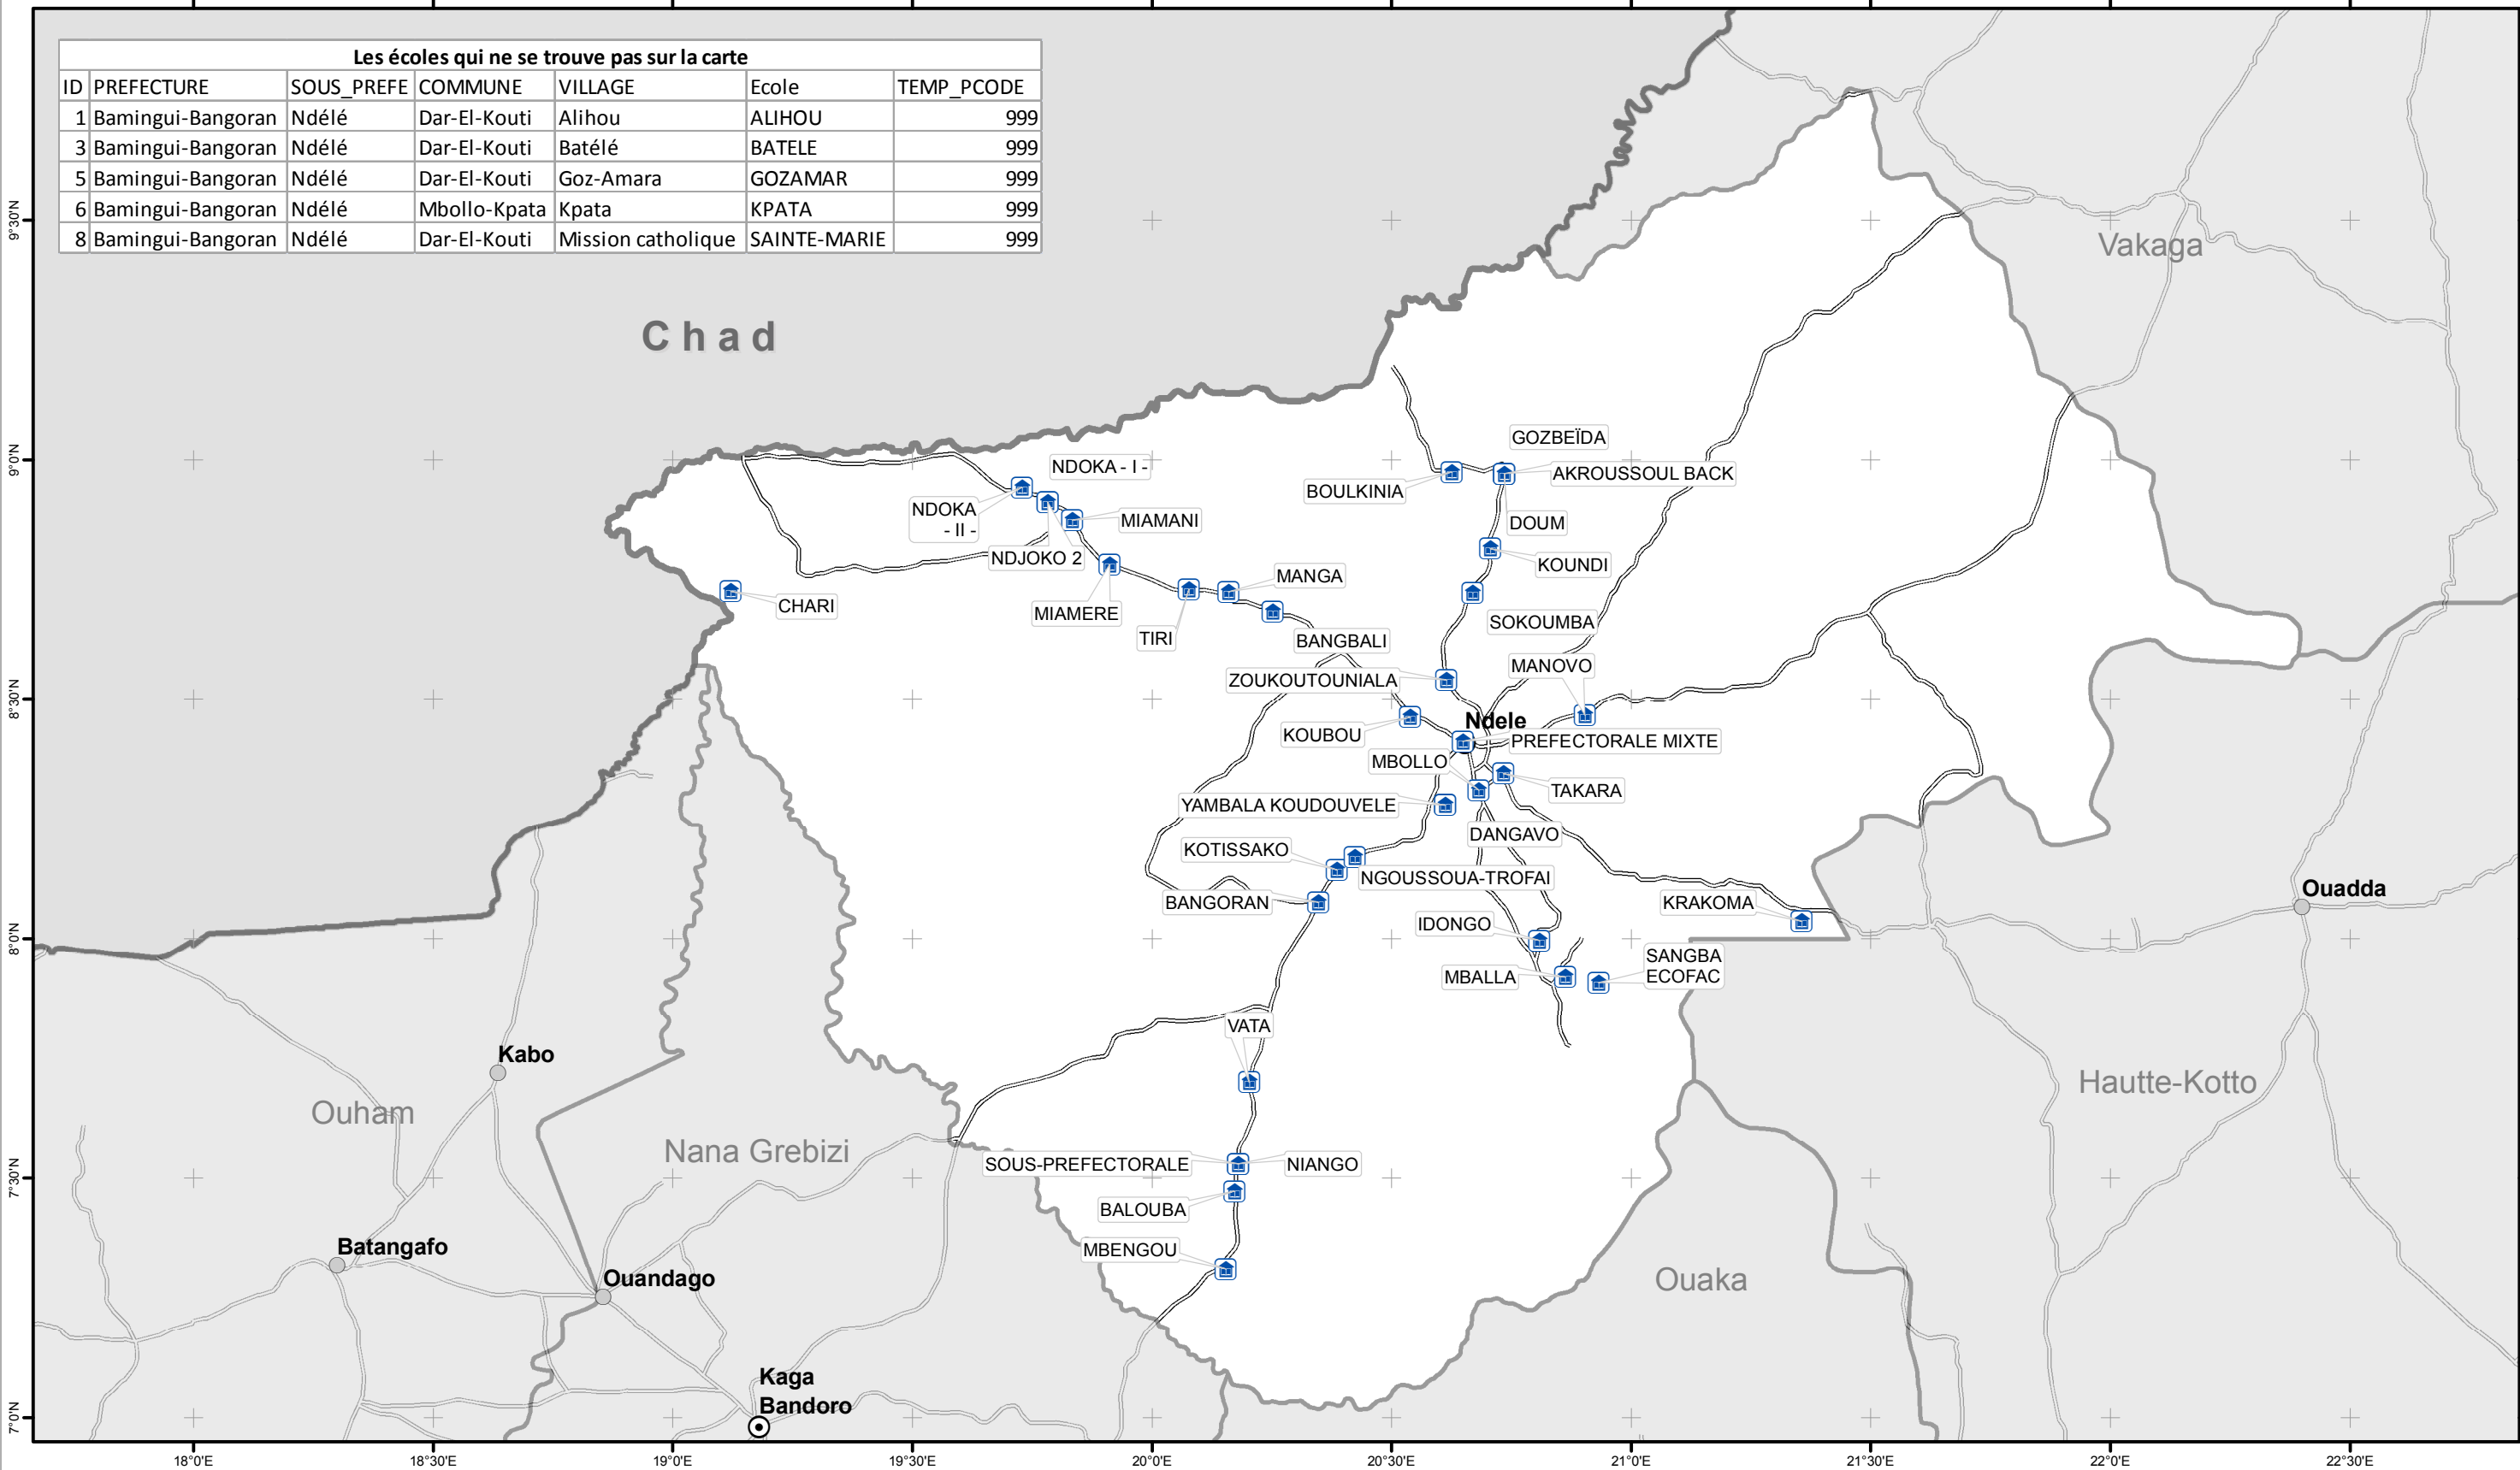 Les écoles qui ne se trouve pas sur la carte
ID PREFECTURE SOUS_PREFE COMMUNE VILLAGE Ecole TEMP_PCODE
1 Bamingui-Bangoran Ndélé Dar-El-Kouti Alihou ALIHOU 999
3 Bamingui-Bangoran Ndélé Dar-El-Kouti Batélé BATELE 999
5 Bamingui-Bangoran Ndélé Dar-El-Kouti Goz-Amara GOZAMAR 999
6 Bamingui-Bangoran Ndélé Mbollo-Kpata Kpata KPATA 999
8 Bamingui-Bangoran Ndélé Dar-El-Kouti Mission catholique SAINTE-MARIE 999
9°30'N
Vakaga
Chad
GOZBEÏDA
9°0'N
NDOKA - I -
AKROUSSOUL BACK
BOULKINIA
NDOKA
- II -
MIAMANI
DOUM
NDJOKO 2
KOUNDI
MANGA
CHARI
MIAMERE
TIRI
SOKOUMBA
BANGBALI
MANOVO
ZOUKOUTOUNIALA
8°30'N
Ndele
KOUBOU
PREFECTORALE MIXTE
MBOLLO
TAKARA
YAMBALA KOUDOUVELE
DANGAVO
KOTISSAKO
NGOUSSOUA-TROFAI
Ouadda
BANGORAN
KRAKOMA
IDONGO
8°0'N
SANGBA
ECOFAC
MBALLA
VATA
Kabo
Hautte-Kotto
Ouham
Nana Grebizi
SOUS-PREFECTORALE
NIANGO
7°30'N
BALOUBA
Batangafo
MBENGOU
Ouandago
Ouaka
Kaga
Bandoro
7°0'N
18°0'E 18°30'E 19°0'E 19°30'E 20°0'E 20°30'E 21°0'E 21°30'E 22°0'E 22°30'E